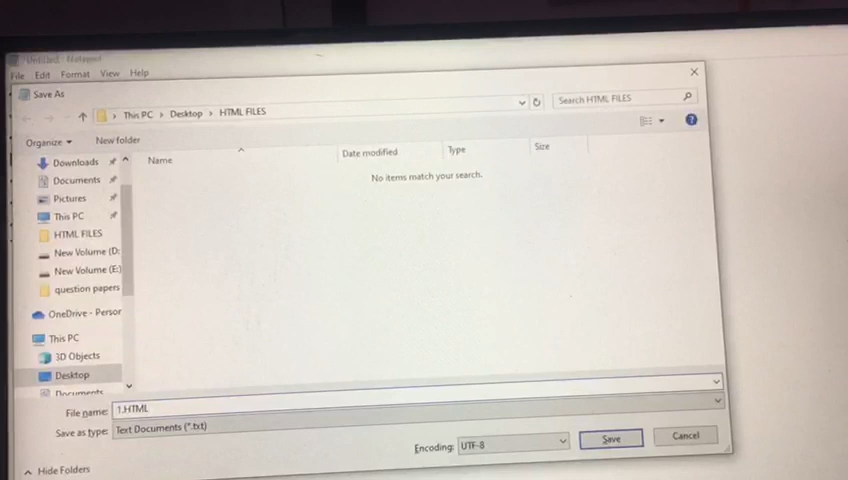 Untitled - Notepad
File Edit Format View Help
Save As
This PC > Desktop > HTML FILES
Search HTML FILES
Organize
New folder
Downloads
Documents
Pictures
This PC
HTML FILES
New Volume (D:
New Volume (E:)
question papers
OneDrive - Person
This PC
3D Objects
Desktop
Documents
Name
Date modified
Type
Size
No items match your search.
File name: 1.HTML
Save as type: Text Documents (*.txt)
Encoding: UTF-8
Save
Cancel
Hide Folders